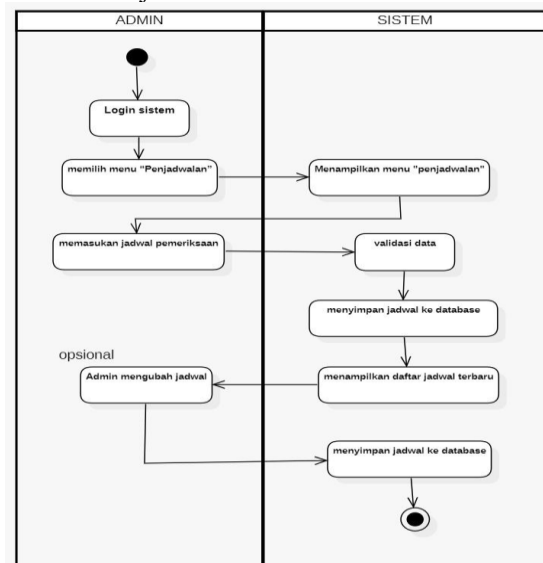 ADMIN
SISTEM
Login sistem
memilih menu “Penjadwalan”
Menampilkan menu "penjadwalan"
memasukan jadwal pemeriksaan
validasi data
menyimpan jadwal ke database
opsional
Admin mengubah jadwal
menampilkan daftar jadwal terbaru
menyimpan jadwal ke database